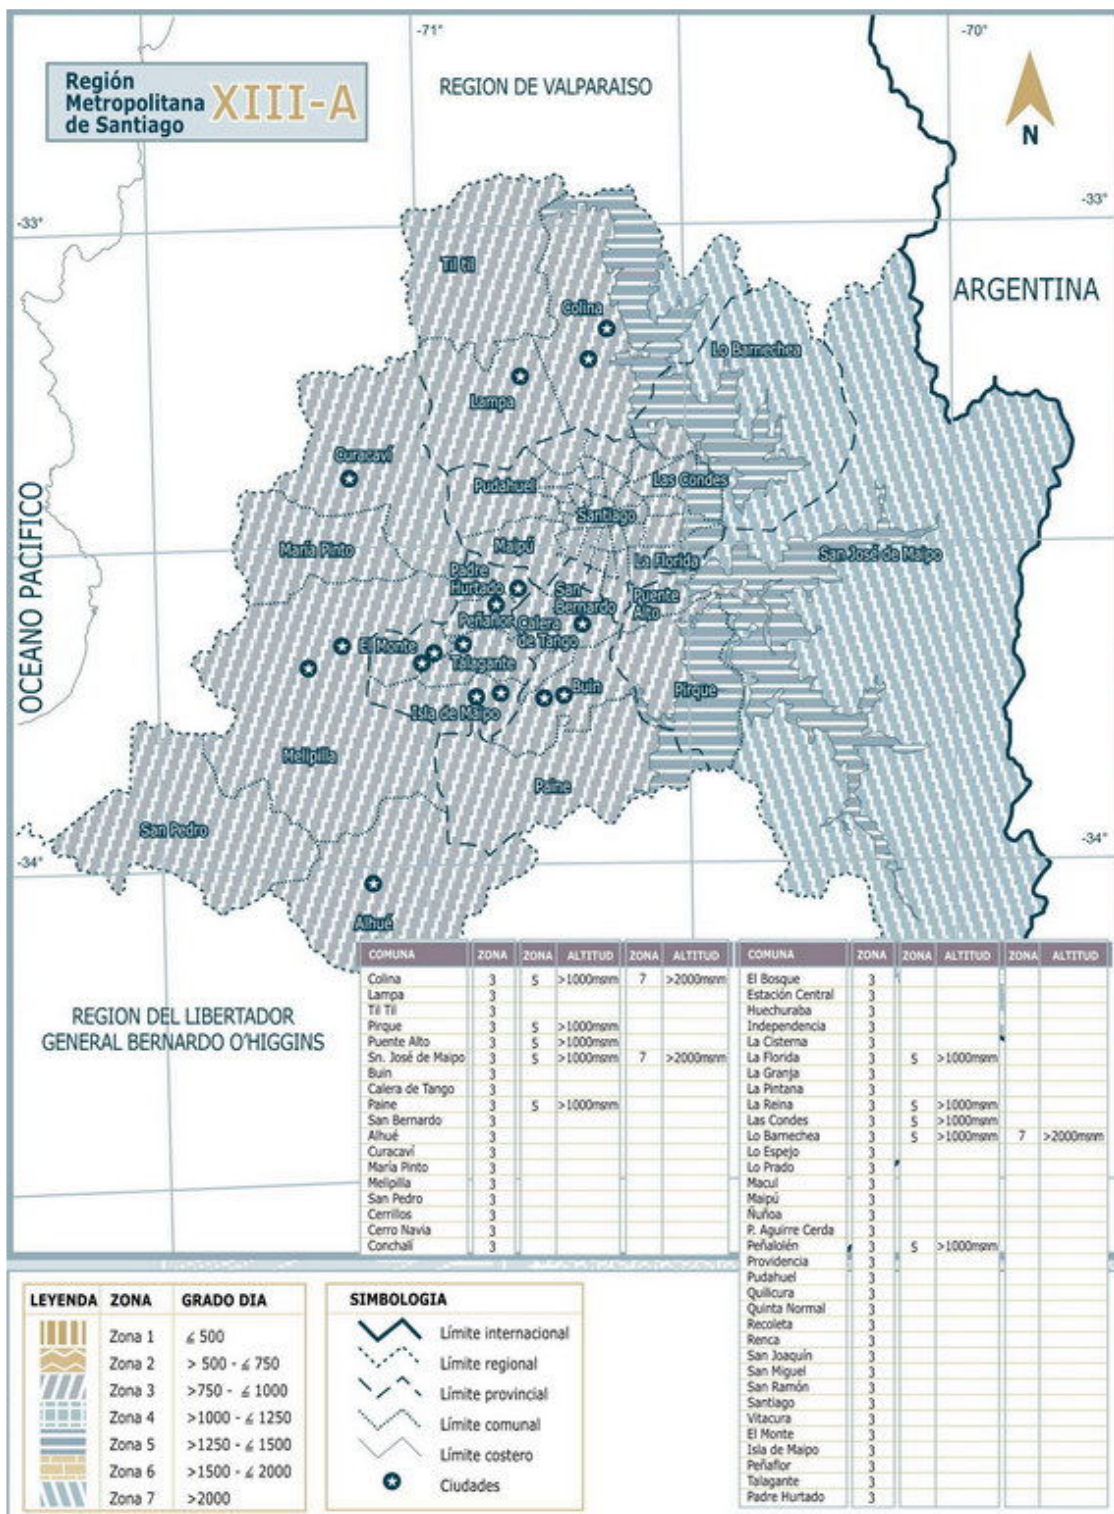 -71°
-70°
Región
Metropolitana
de Santiago
XIII-A
REGION DE VALPARAISO
N
-33°
-33°
Til til
ARGENTINA
Colina
Lo Barnechea
Lampa
Curacaví
Pudahuel
Las Condes
Santiago
OCEANO PACIFICO
María Pinto
Maipú
San José de Maipo
La Florida
Padre
Hurtado
San
Bernardo
Puente
Alto
Peñaflor
Calera
de Tango
El Monte
Talagante
Pirque
Buin
Isla de Maipo
Melipilla
Paine
San Pedro
-34°
-34°
Alhué
REGION DEL LIBERTADOR
GENERAL BERNARDO O'HIGGINS
COMUNA ZONA ZONA ALTITUD ZONA ALTITUD
Colina 3 5 >1000msnm 7 >2000msnm
Lampa 3
Til Til 3
Pirque 3 5 >1000msnm
Puente Alto 3 5 >1000msnm
Sn. José de Maipo 3 5 >1000msnm 7 >2000msnm
Buin 3
Calera de Tango 3
Paine 3 5 >1000msnm
San Bernardo 3
Alhué 3
Curacaví 3
María Pinto 3
Melipilla 3
San Pedro 3
Cerrillos 3
Cerro Navia 3
Conchalí 3
COMUNA ZONA ZONA ALTITUD ZONA ALTITUD
El Bosque 3
Estación Central 3
Huechuraba 3
Independencia 3
La Cisterna 3
La Florida 3 5 >1000msnm
La Granja 3
La Pintana 3
La Reina 3 5 >1000msnm
Las Condes 3 5 >1000msnm
Lo Barnechea 3 5 >1000msnm 7 >2000msnm
Lo Espejo 3
Lo Prado 3
Macul 3
Maipú 3
Ñuñoa 3
P. Aguirre Cerda 3
Peñalolén 3 5 >1000msnm
Providencia 3
Pudahuel 3
Quilicura 3
Quinta Normal 3
Recoleta 3
Renca 3
San Joaquín 3
San Miguel 3
San Ramón 3
Santiago 3
Vitacura 3
El Monte 3
Isla de Maipo 3
Peñaflor 3
Talagante 3
Padre Hurtado 3
LEYENDA ZONA GRADO DIA
Zona 1 ≤ 500
Zona 2 > 500 - ≤ 750
Zona 3 >750 - ≤ 1000
Zona 4 >1000 - ≤ 1250
Zona 5 >1250 - ≤ 1500
Zona 6 >1500 - ≤ 2000
Zona 7 >2000
SIMBOLOGIA
Límite internacional
Límite regional
Límite provincial
Límite comunal
Límite costero
Ciudades